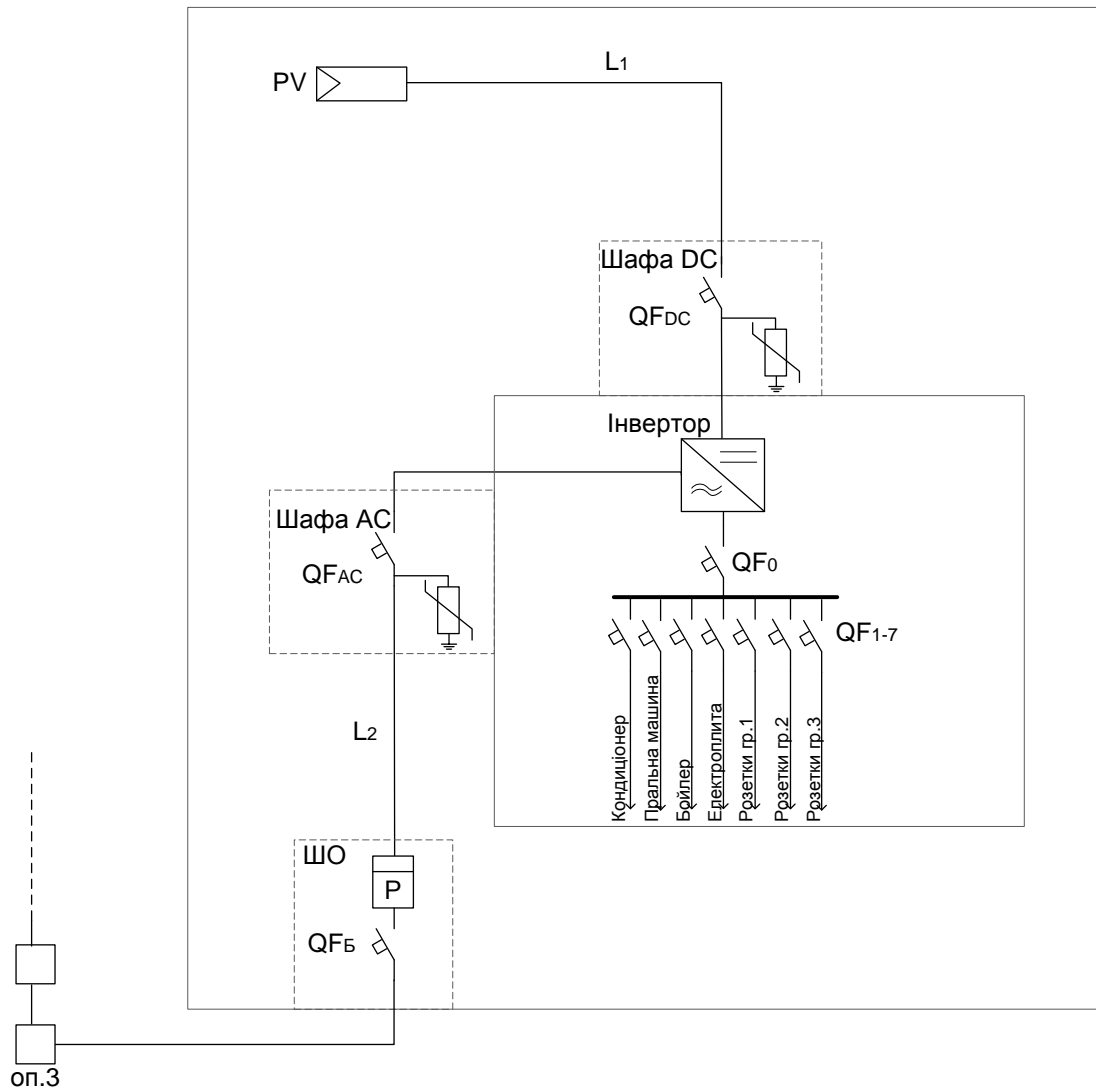 PV
L1
Шафа DC
QFDC
Інвертор
Шафа AC
QFAC
QF0
QF1-7
Кондиціонер
Пральна машина
Бойлер
Електроплита
Розетки гр.1
Розетки гр.2
Розетки гр.3
L2
ШО
P
QFБ
оп.3